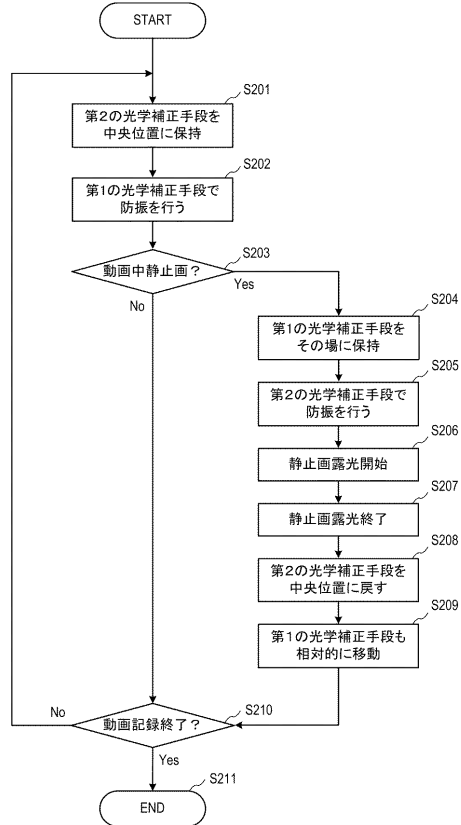 START
S201
第2の光学補正手段を
中央位置に保持
S202
第1の光学補正手段で
防振を行う
S203
動画中静止画？
Yes
No
S204
第1の光学補正手段を
その場に保持
S205
第2の光学補正手段で
防振を行う
S206
静止画露光開始
S207
静止画露光終了
S208
第2の光学補正手段を
中央位置に戻す
S209
第1の光学補正手段も
相対的に移動
No
S210
動画記録終了？
Yes
S211
END